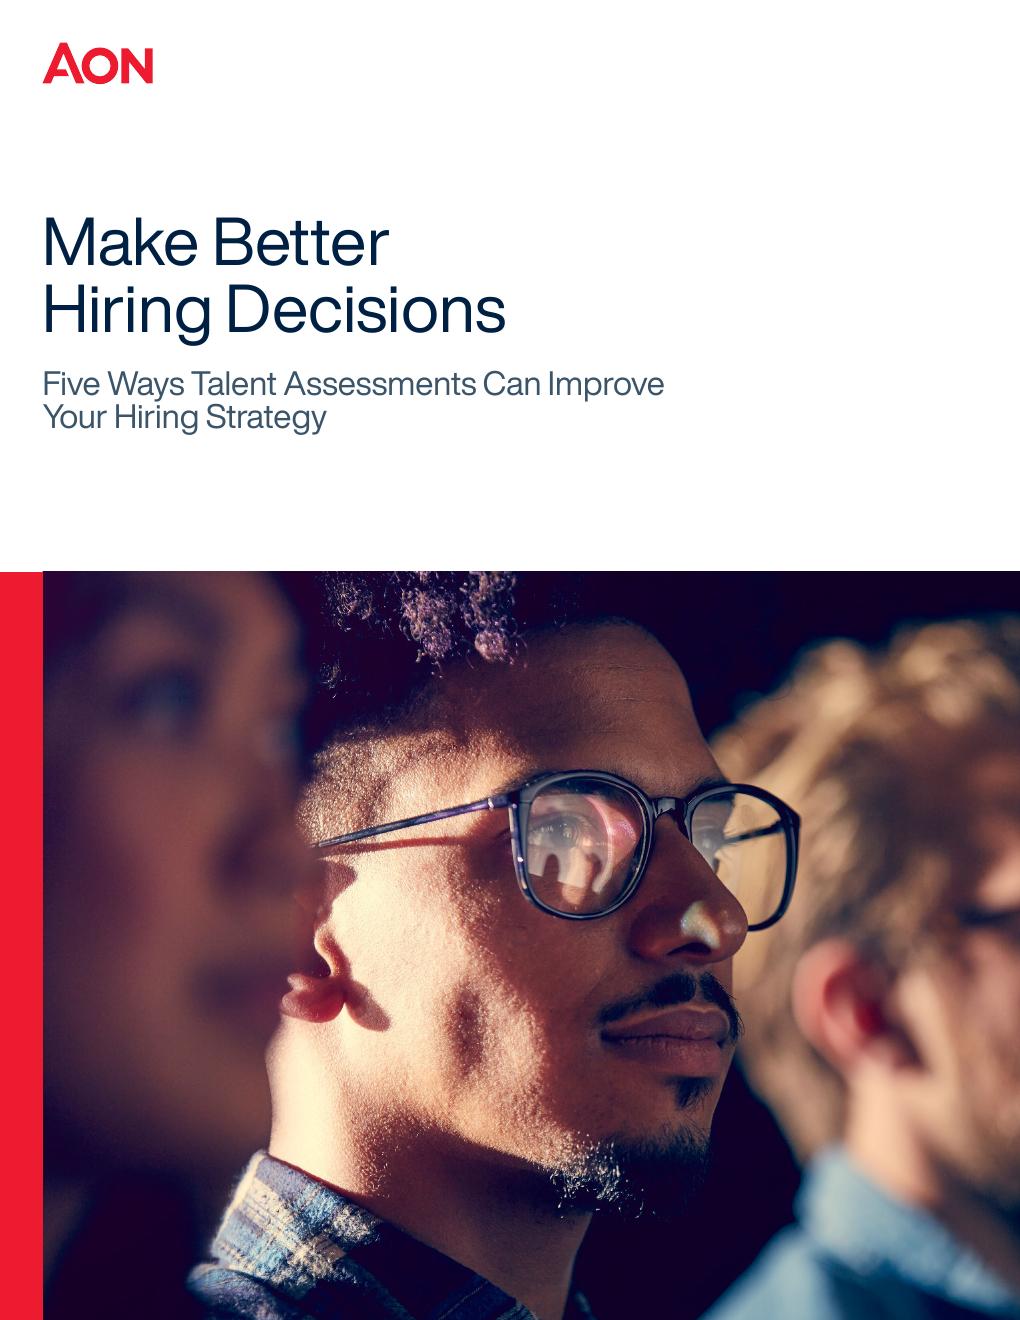 AON
Make Better
Hiring Decisions
Five Ways Talent Assessments Can Improve
Your Hiring Strategy